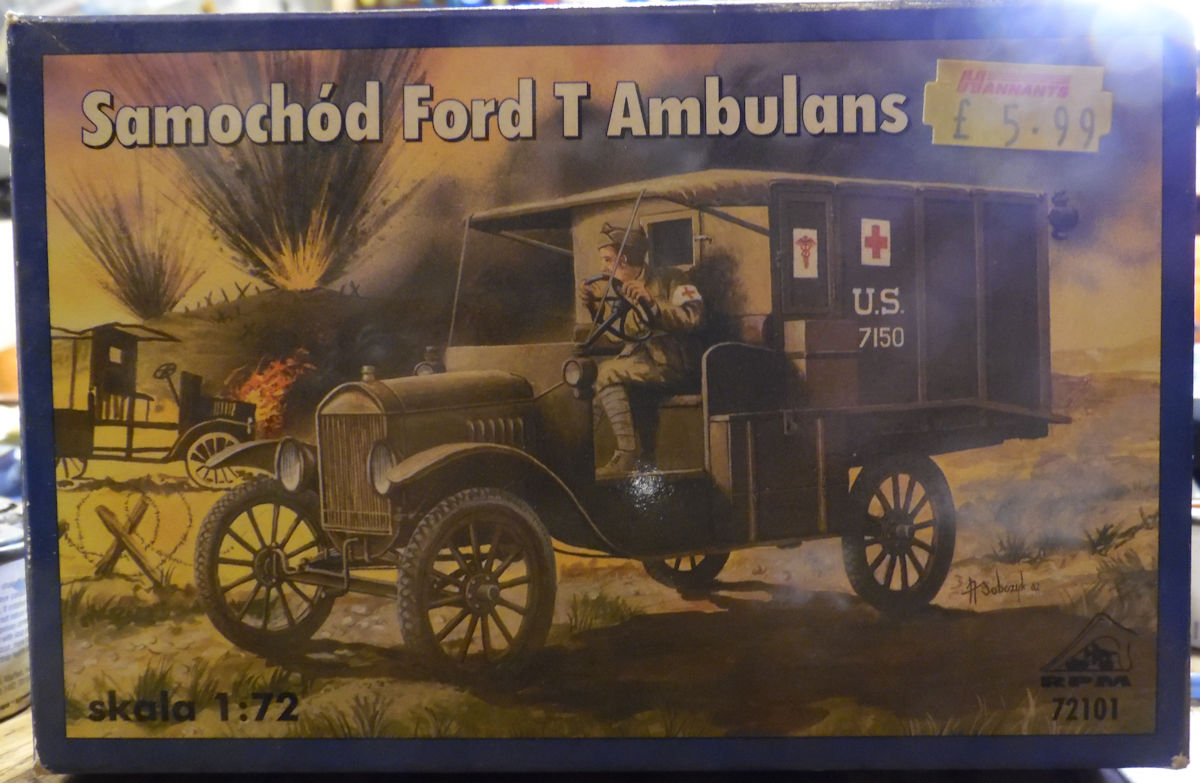 Samochód Ford T Ambulans
HANNANTS
£ 5.99
U.S.
7150
skala 1:72
RPM
72101